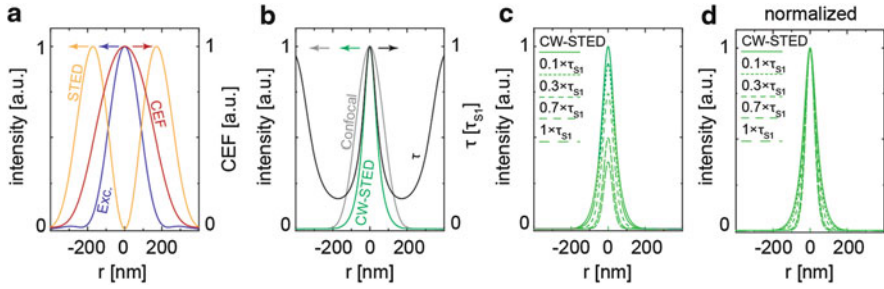 a
intensity [a.u.]
1
0
STED
CEF
Exc.
1
0
CEF [a.u.]
-200 0 200
r [nm]
b
intensity [a.u.]
1
0
Confocal
CW-STED
τ
1
0
τ [τS1]
-200 0 200
r [nm]
c
intensity [a.u.]
1
0
CW-STED
0.1×τS1
0.3×τS1
0.7×τS1
1×τS1
-200 0 200
r [nm]
d
normalized
intensity [a.u.]
1
0
CW-STED
0.1×τS1
0.3×τS1
0.7×τS1
1×τS1
-200 0 200
r [nm]